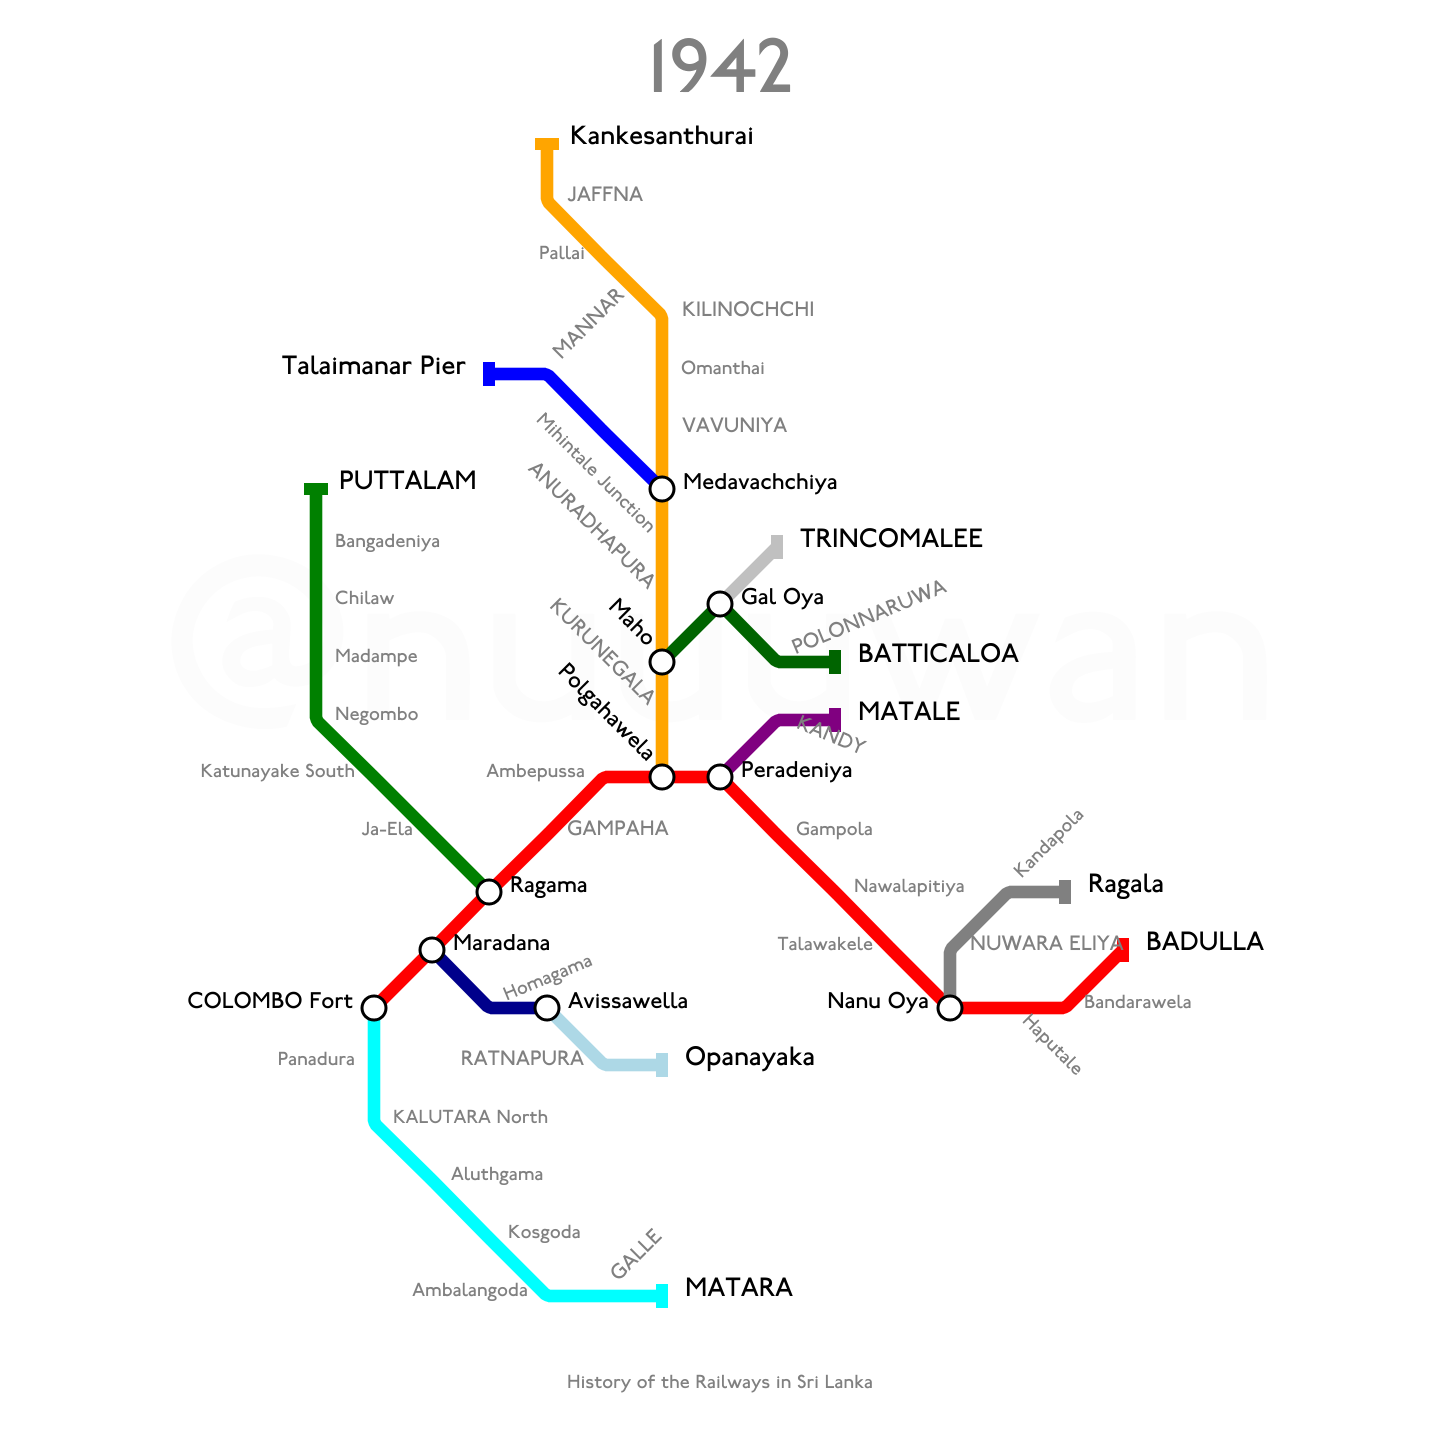 1942
Kankesanthurai
JAFFNA
Pallai
MANNAR
KILINOCHCHI
Talaimanar Pier
Omanthai
Mihintale Junction
VAVUNIYA
ANURADHAPURA
PUTTALAM
Medavachchiya
Bangadeniya
TRINCOMALEE
Chilaw
KURUNEGALA
Maho
Gal Oya
POLONNARUWA
Madampe
Polgahawela
BATTICALOA
Negombo
MATALE
KANDY
Katunayake South
Ambepussa
Peradeniya
Ja-Ela
GAMPAHA
Gampola
Kandapola
Ragama
Nawalapitiya
Ragala
Maradana
Talawakele
NUWARA ELIYA
BADULLA
Homagama
COLOMBO Fort
Avissawella
Nanu Oya
Bandarawela
Haputale
Panadura
RATNAPURA
Opanayaka
KALUTARA North
Aluthgama
Kosgoda
GALLE
Ambalangoda
MATARA
History of the Railways in Sri Lanka